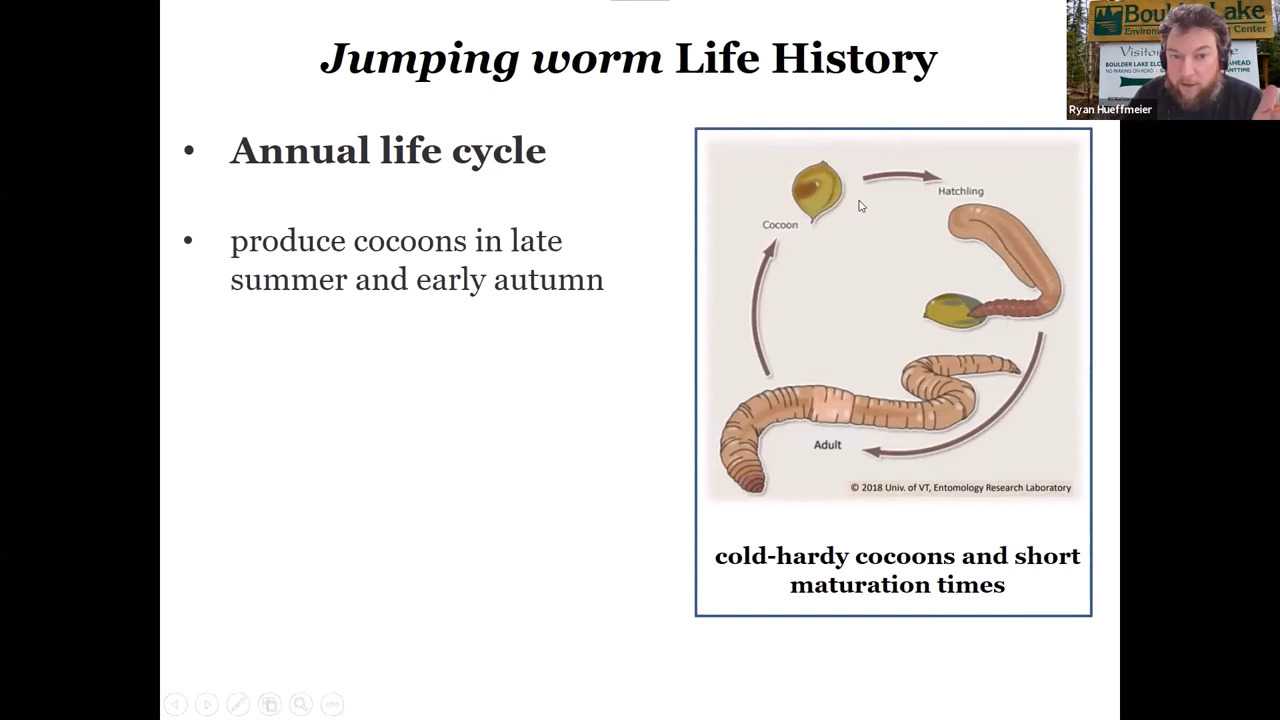 Jumping worm Life History
• Annual life cycle
• produce cocoons in late
summer and early autumn
Cocoon
Hatchling
Adult
© 2018 Univ. of VT, Entomology Research Laboratory
cold-hardy cocoons and short
maturation times
Ryan Hueffmeier